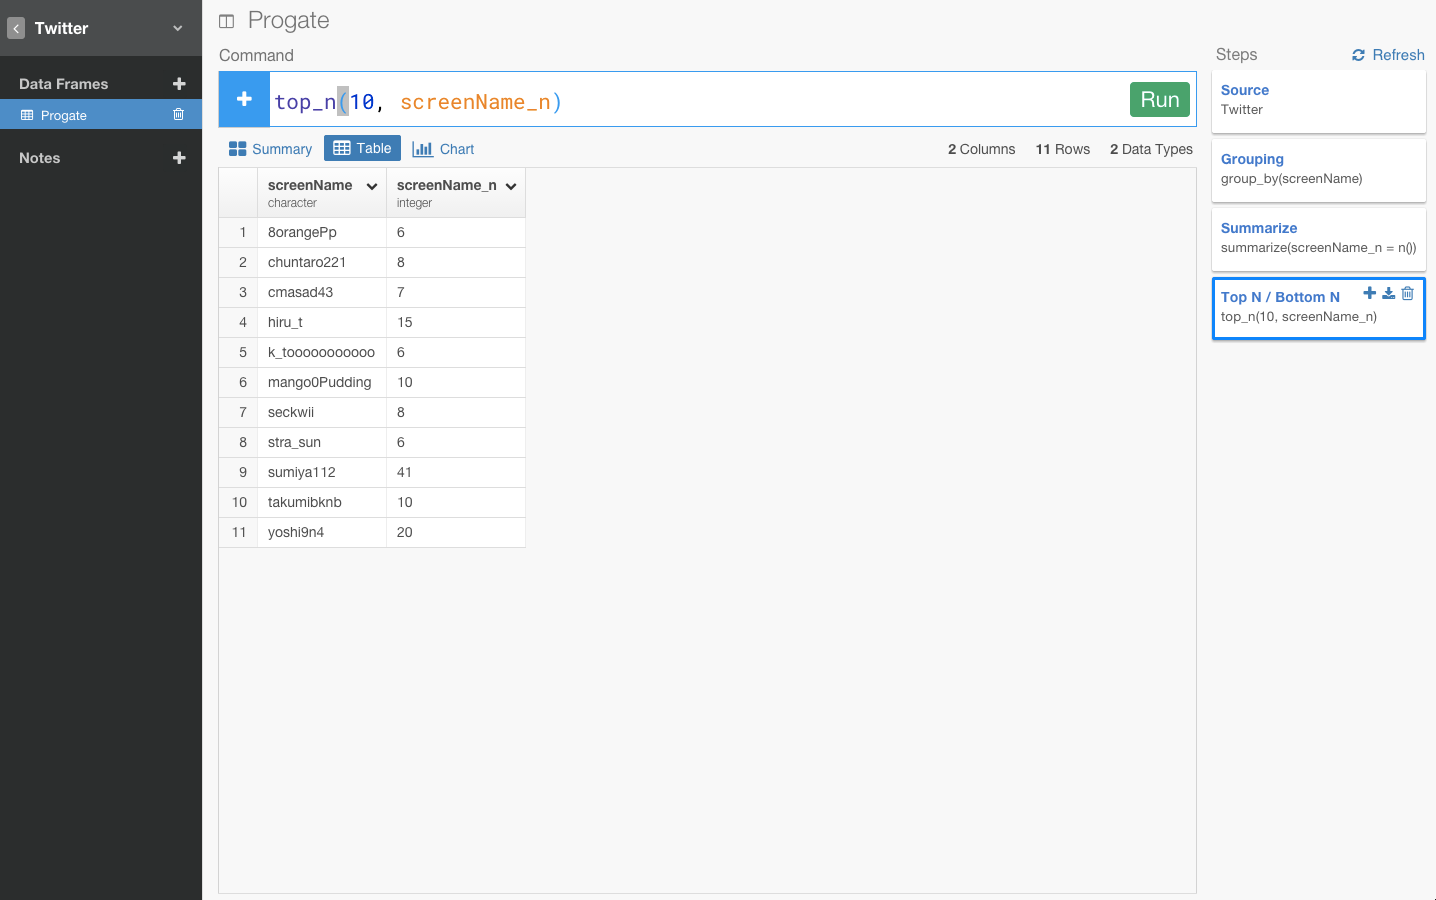 Twitter
Data Frames
Progate
Notes
Progate
Command
top_n(10, screenName_n)
Run
Summary Table Chart
2 Columns 11 Rows 2 Data Types
screenName screenName_n
character integer
1 8orangePp 6
2 chuntaro221 8
3 cmasad43 7
4 hiru_t 15
5 k_tooooooooooo 6
6 mango0Pudding 10
7 seckwii 8
8 stra_sun 6
9 sumiya112 41
10 takumibknb 10
11 yoshi9n4 20
Steps Refresh
Source
Twitter
Grouping
group_by(screenName)
Summarize
summarize(screenName_n = n())
Top N / Bottom N
top_n(10, screenName_n)